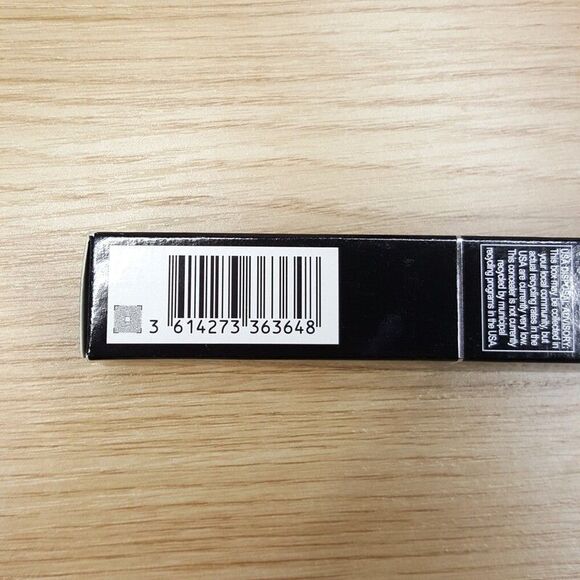 3 614273 363648
USA DISPOSAL ADVISORY:
This box may be collected in
your local community, but
actual recycling rates in the
USA are currently very low.
This concealer is not currently
recycled by municipal
recycling programs in the USA